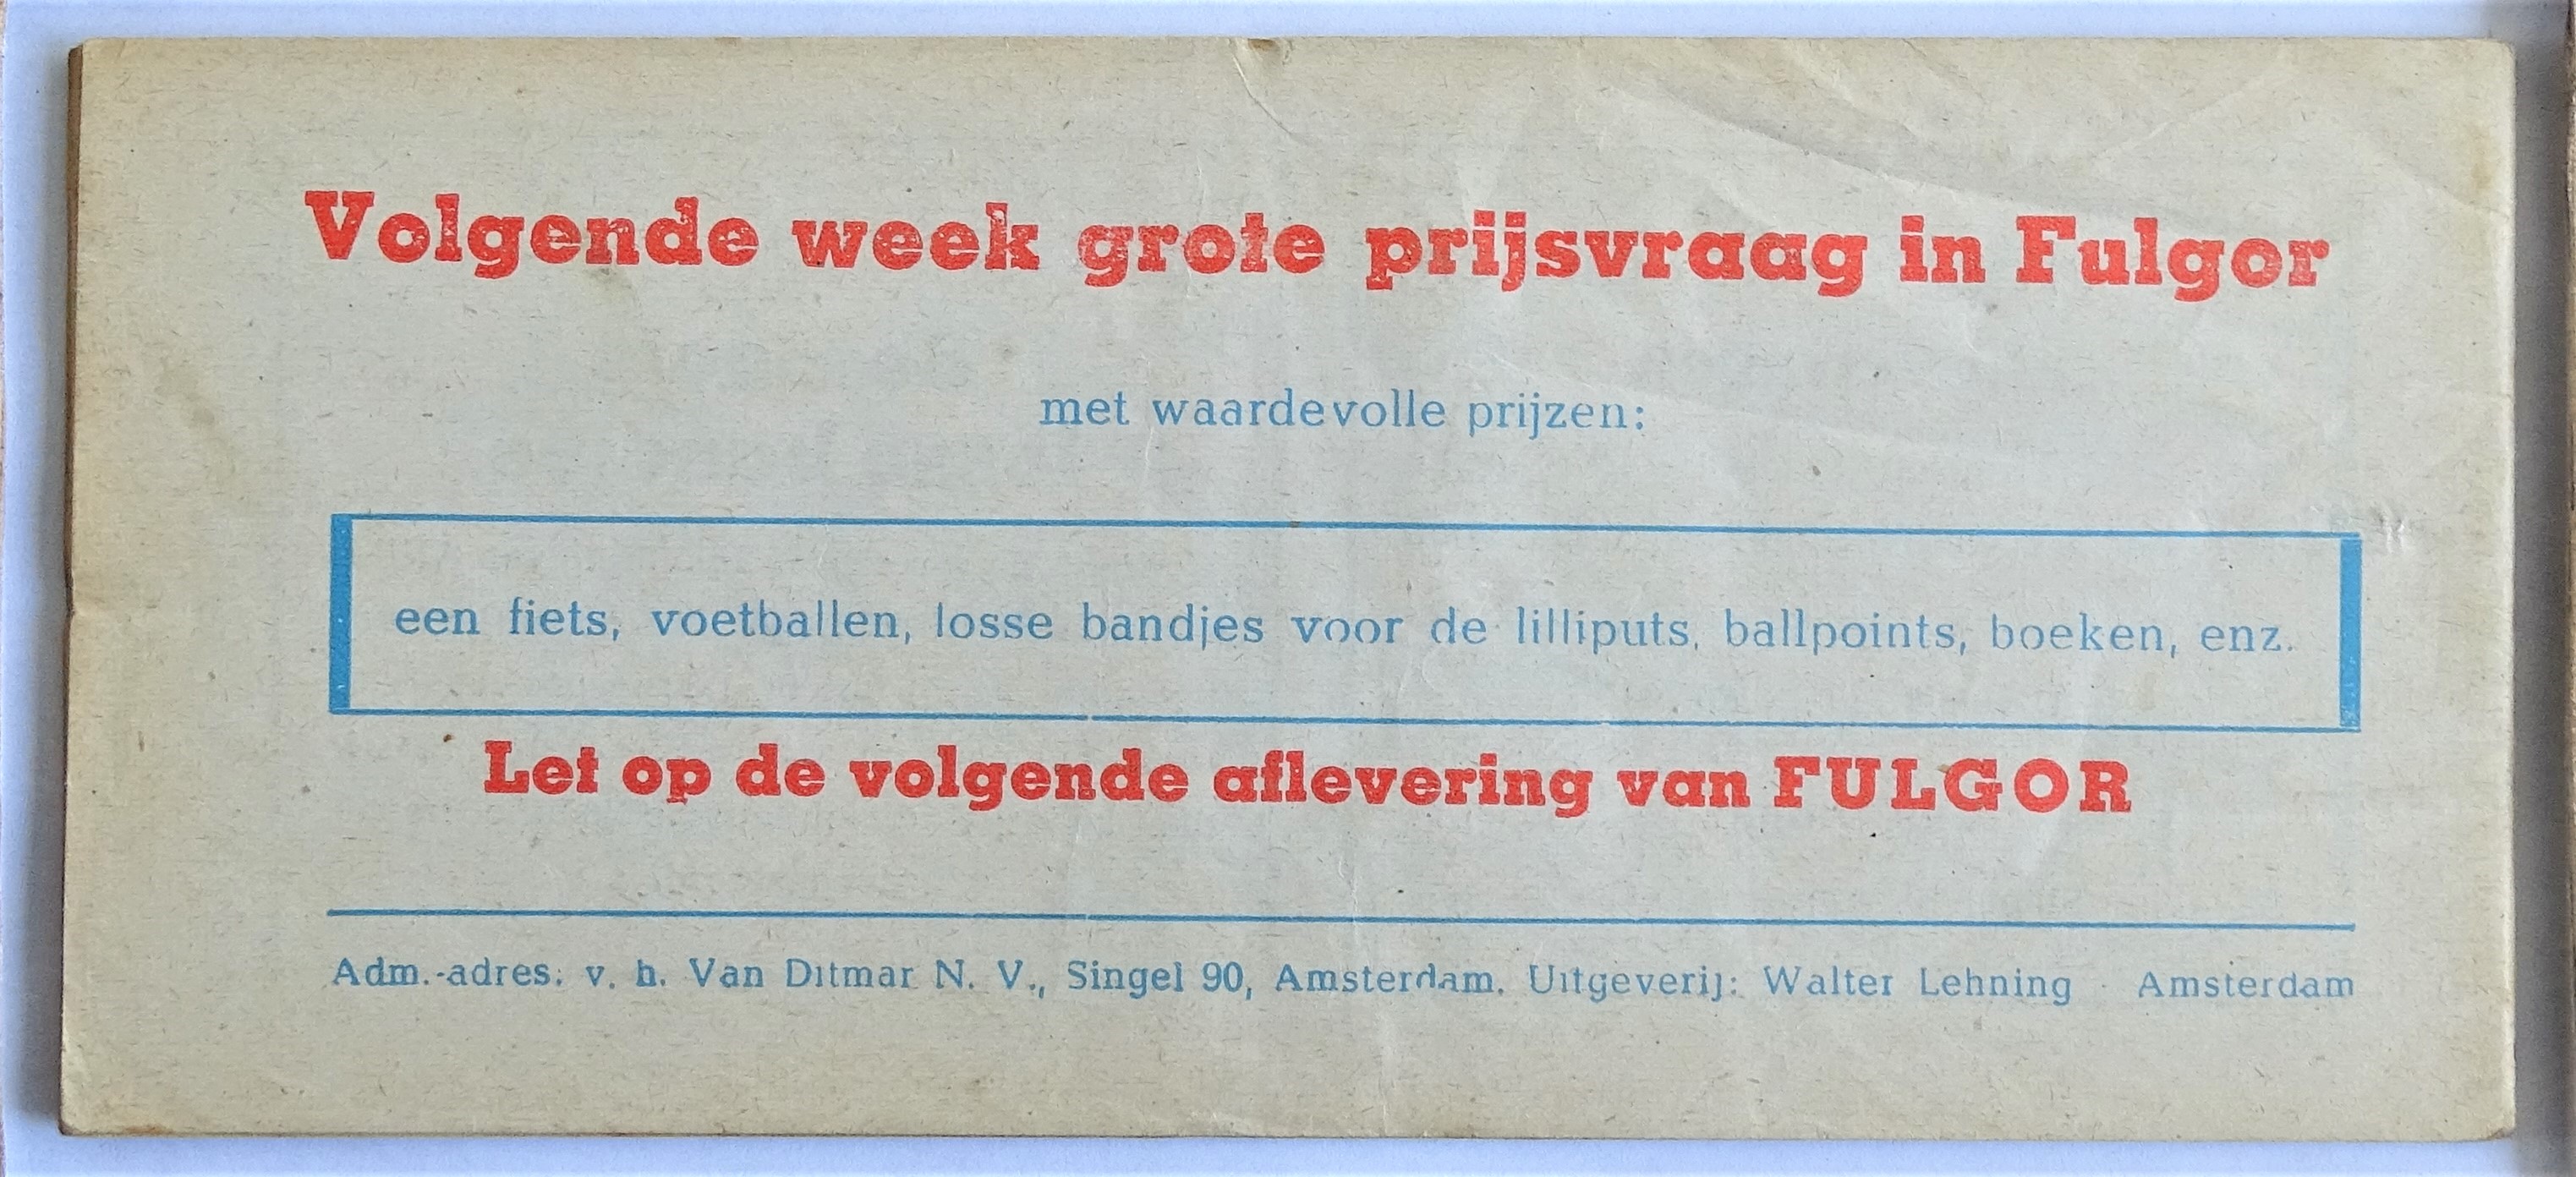 Volgende week grote prijsvraag in Fulgor
met waardevolle prijzen:
een fiets, voetballen, losse bandjes voor de lilliputs, ballpoints, boeken, enz.
Let op de volgende aflevering van FULGOR
Adm.-adres: v. h. Van Ditmar N. V., Singel 90, Amsterdam. Uitgeverij: Walter Lehning - Amsterdam